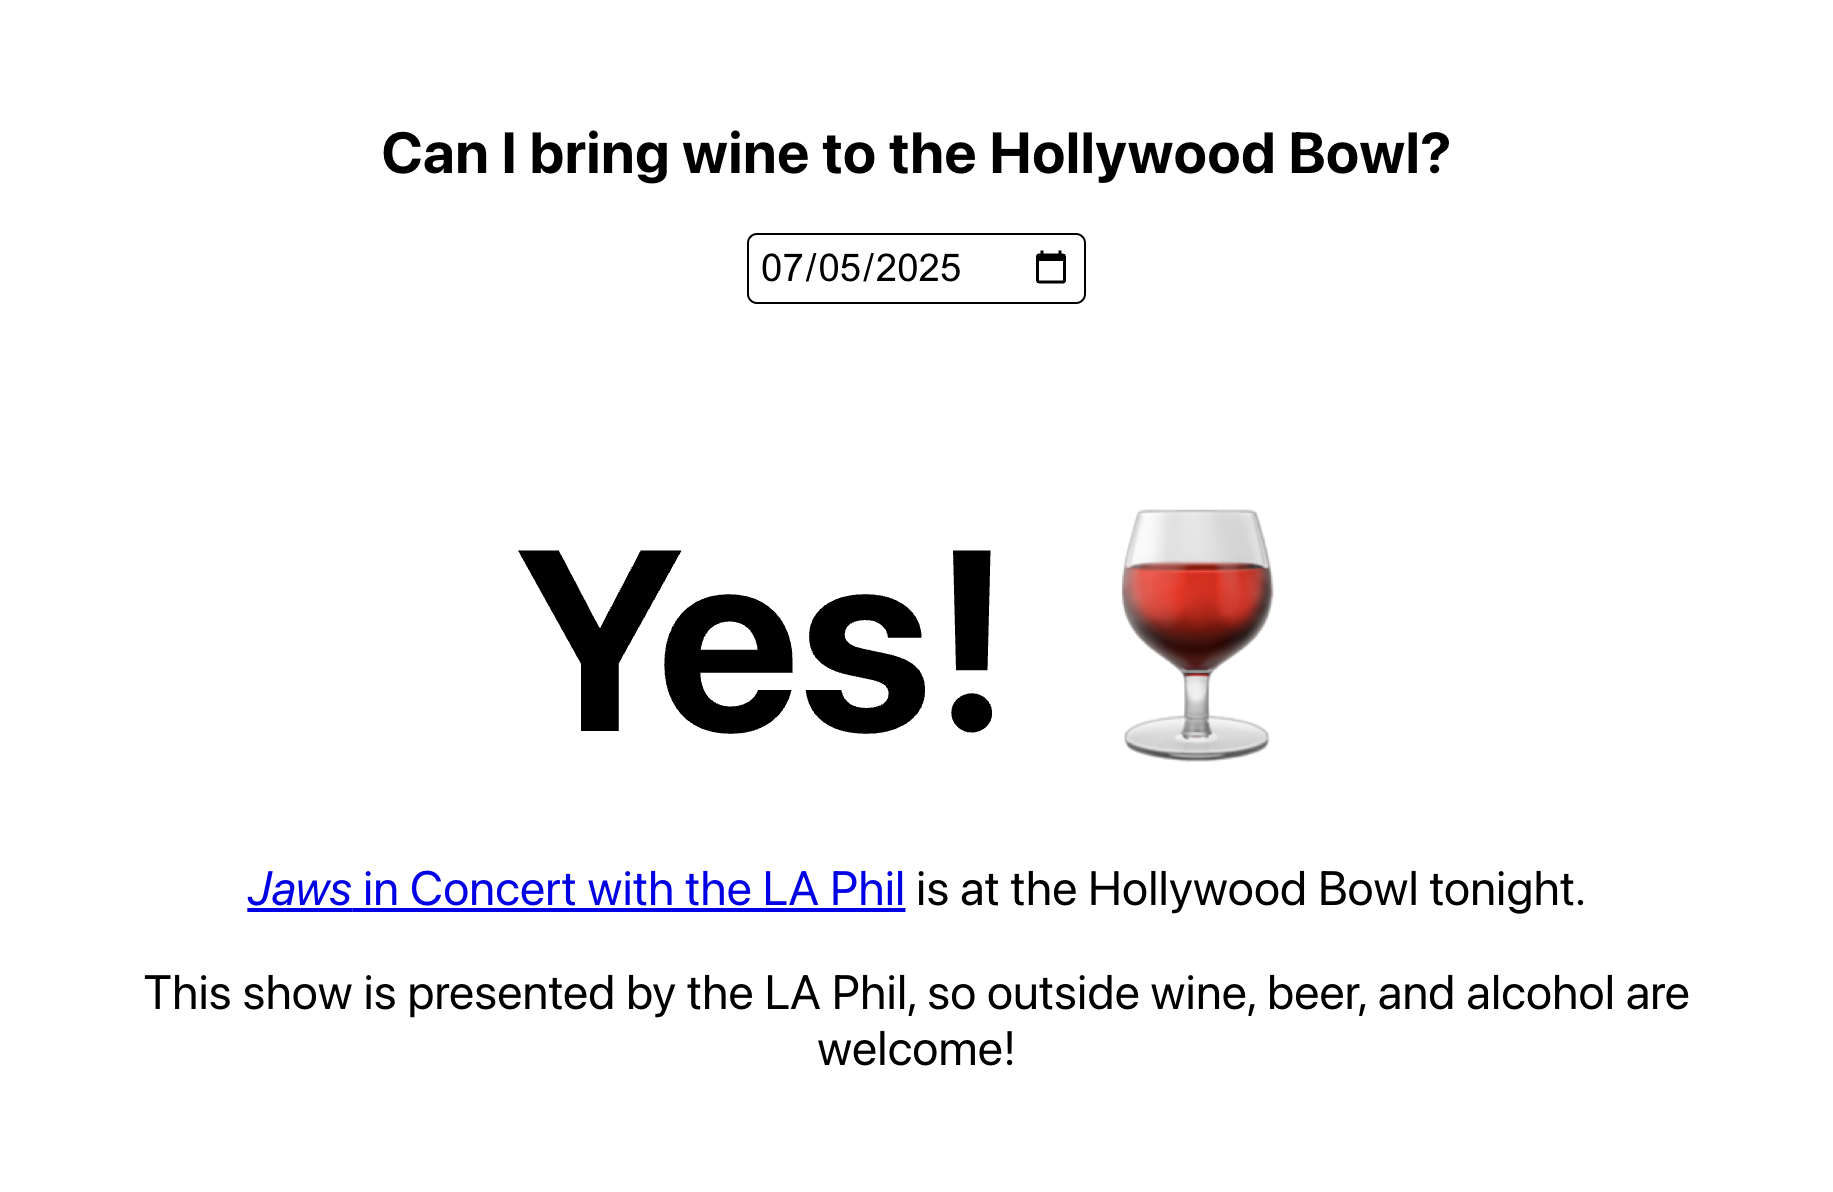 Can I bring wine to the Hollywood Bowl?
07/05/2025
Yes!
Jaws in Concert with the LA Phil is at the Hollywood Bowl tonight.
This show is presented by the LA Phil, so outside wine, beer, and alcohol are
welcome!